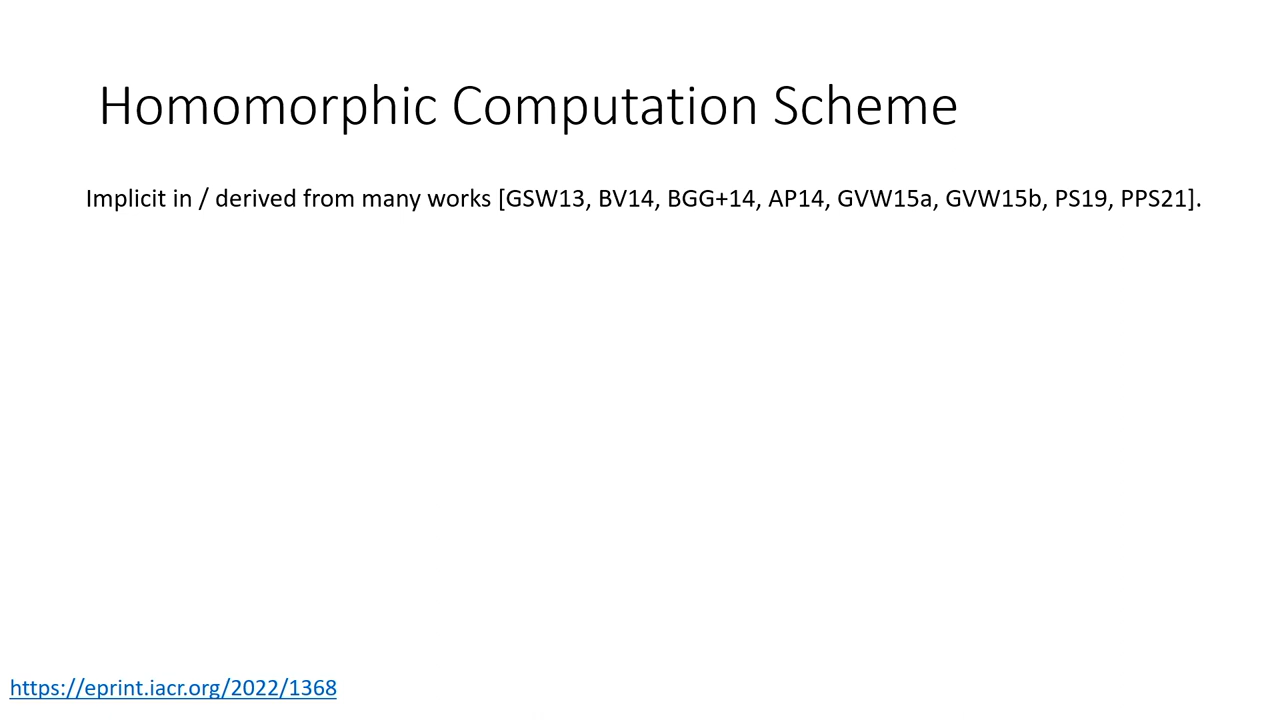 Homomorphic Computation Scheme
Implicit in / derived from many works [GSW13, BV14, BGG+14, AP14, GVW15a, GVW15b, PS19, PPS21].
https://eprint.iacr.org/2022/1368